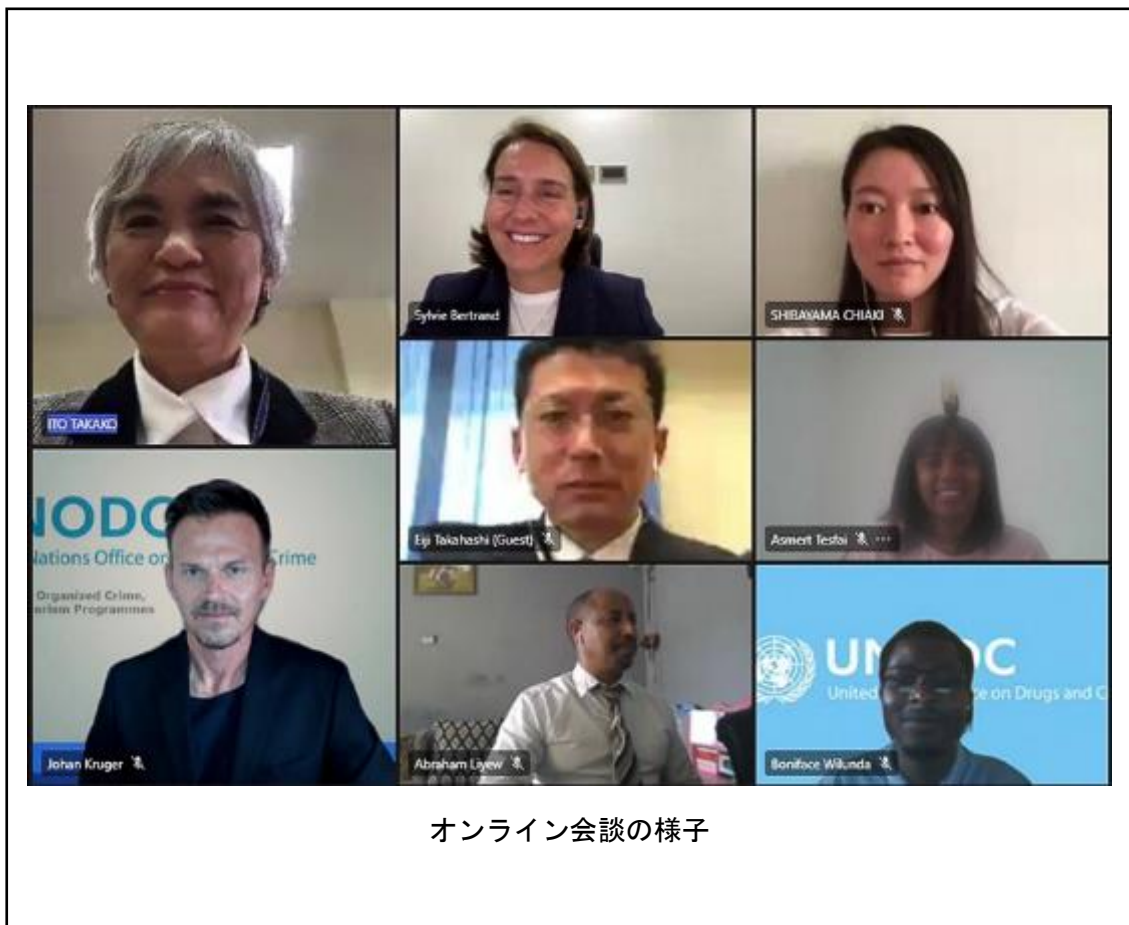 ITO TAKAKO
Sylvie Bertrand
SHIBAYAMA CHIAKI
Eiji Takahashi (Guest)
Asmert Tesfai
NODC
Nations Office on Crime
Organized Crime,
Programmes
Johan Kruger
Abraham Liyew
UN DC
United ce on Drugs and C
Boniface Wilunda
オンライン会談の様子